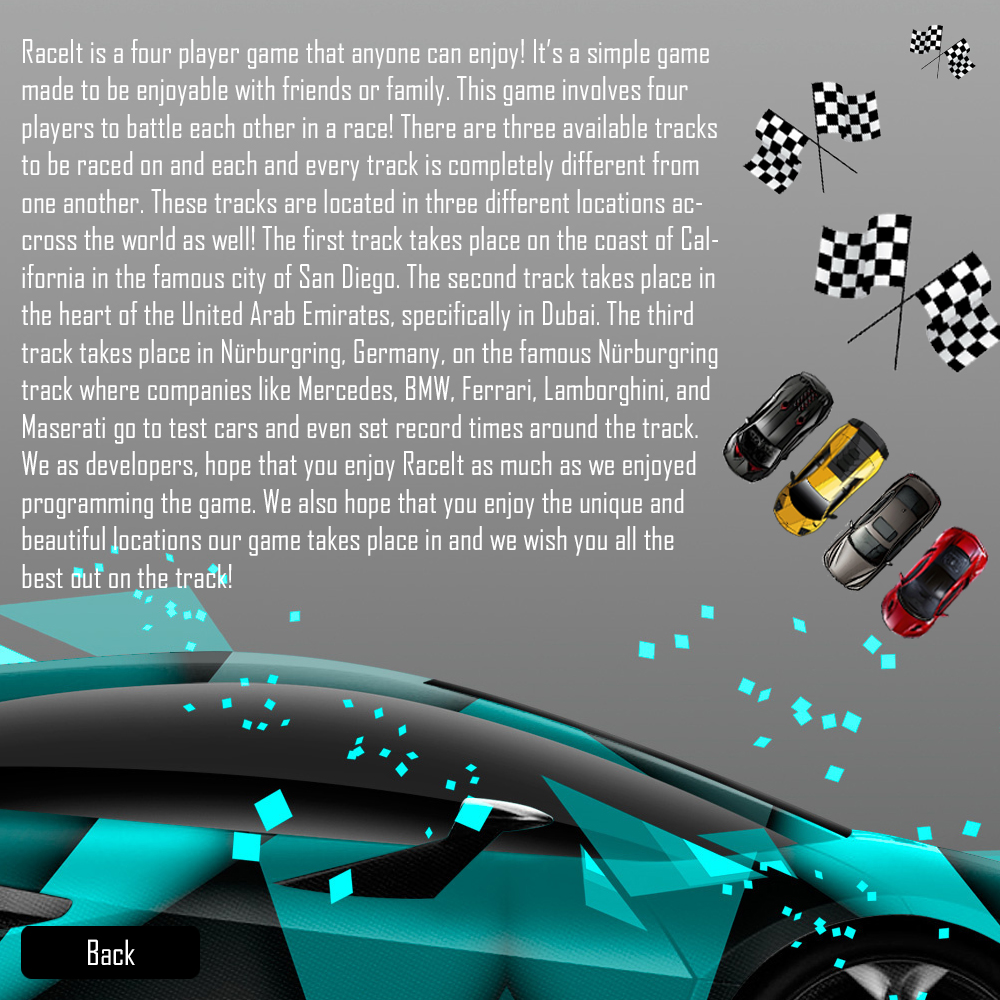 RaceIt is a four player game that anyone can enjoy! It’s a simple game
made to be enjoyable with friends or family. This game involves four
players to battle each other in a race! There are three available tracks
to be raced on and each and every track is completely different from
one another. These tracks are located in three different locations ac-
cross the world as well! The first track takes place on the coast of Cal-
ifornia in the famous city of San Diego. The second track takes place in
the heart of the United Arab Emirates, specifically in Dubai. The third
track takes place in Nürburgring, Germany, on the famous Nürburgring
track where companies like Mercedes, BMW, Ferrari, Lamborghini, and
Maserati go to test cars and even set record times around the track.
We as developers, hope that you enjoy RaceIt as much as we enjoyed
programming the game. We also hope that you enjoy the unique and
beautiful locations our game takes place in and we wish you all the
best out on the track!
Back